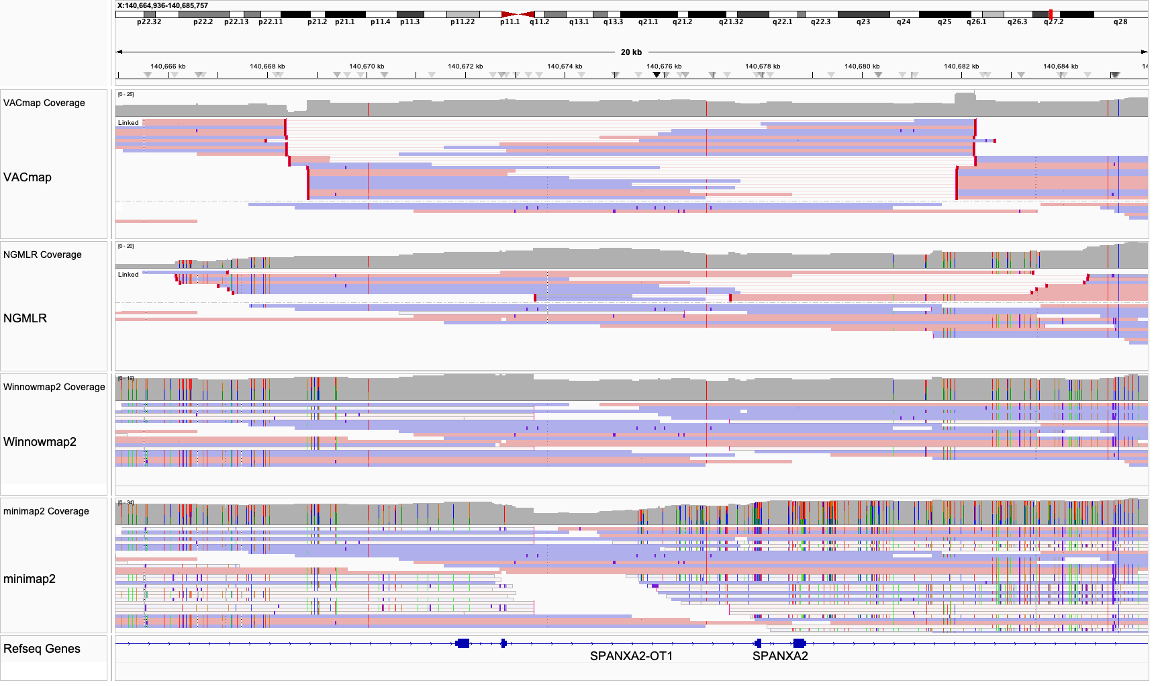 X:140,664,936-140,685,757
p22.32 p22.2 p22.13 p22.11 p21.2 p21.1 p11.4 p11.3 p11.22 p11.1 q11.2 q13.1 q13.3 q21.1 q21.2 q21.32 q22.1 q22.3 q23 q24 q25 q26.1 q26.3 q27.2 q28
20 kb
140,666 kb 140,668 kb 140,670 kb 140,672 kb 140,674 kb 140,676 kb 140,678 kb 140,680 kb 140,682 kb 140,684 kb 14
VACmap Coverage
[0 - 25]
Linked
VACmap
NGMLR Coverage
[0 - 20]
Linked
NGMLR
Winnowmap2 Coverage
Winnowmap2
minimap2 Coverage
minimap2
Refseq Genes
SPANXA2-OT1 SPANXA2